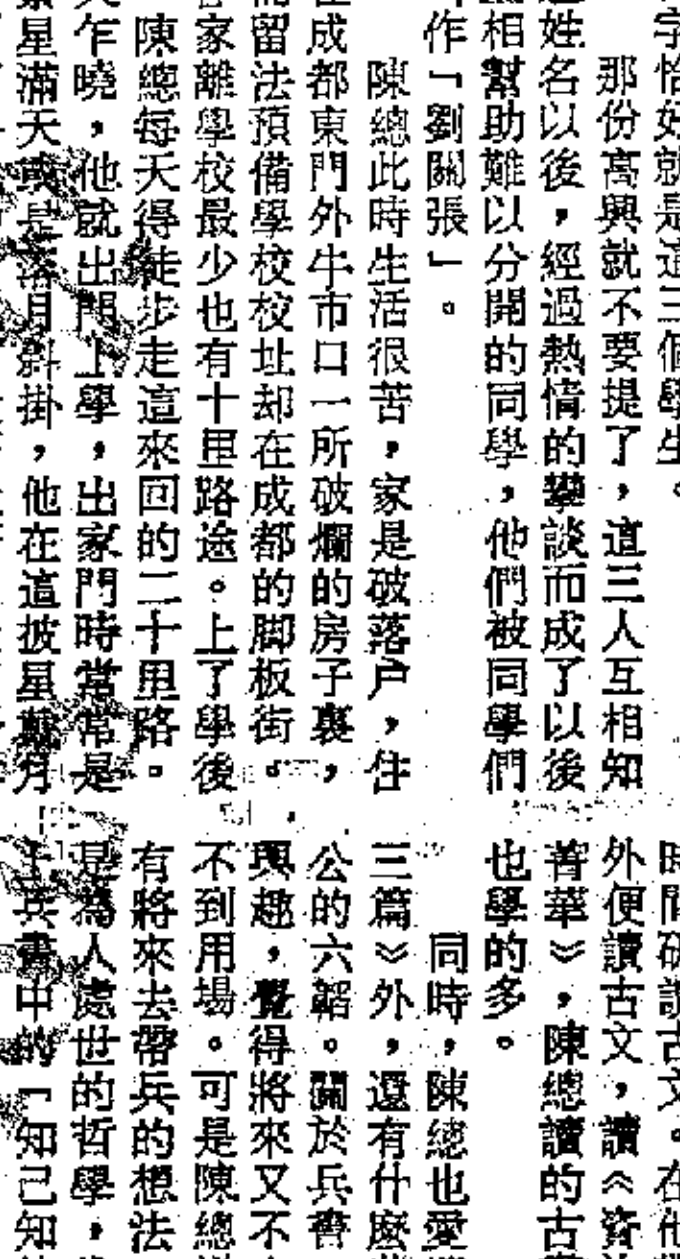 字恰好就是這三個學生。
那份高興就不要提了，這三人互相知
姓名以後，經過熱情的攀談而成了以後
相幫助難以分開的同學，他們被同學們
作「劉關張」。
陳總此時生活很苦，家是破落户，住
成都東門外牛市口一所破爛的房子裏，
留法預備學校校址却在成都的脚板街。
家離學校最少也有十里路途。上了學後
陳總每天得徒步走這來回的二十里路。
乍曉，他就出門上學，出家門時常常是
星滿天或是落月斜掛，他在這披星戴月
時間研讀古文。在他
外便讀古文，讀《資
菁華》，陳總讀的古
也學的多。
同時，陳總也愛
三篇》外，還有什麽
公的六韜。關於兵書
興趣，覺得將來又不
不到用場。可是陳總
有將來去帶兵的想法
是為人處世的哲學，
兵書中的「知己知